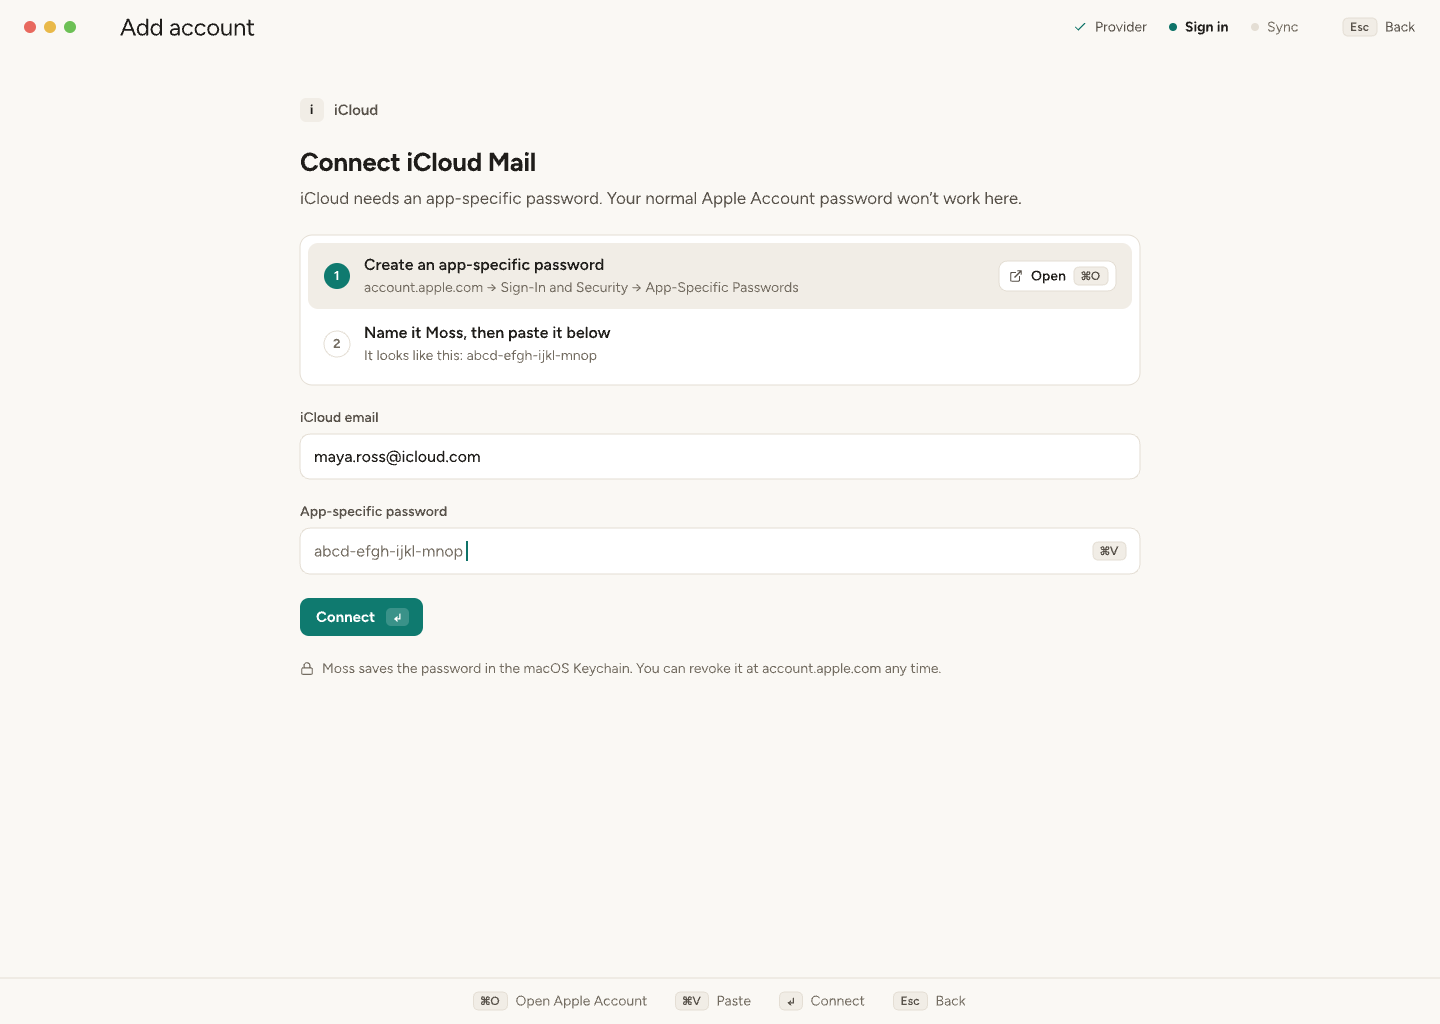 Add account
Provider
Sign in
Sync
Esc Back
i iCloud
Connect iCloud Mail
iCloud needs an app-specific password. Your normal Apple Account password won’t work here.
1 Create an app-specific password
account.apple.com → Sign-In and Security → App-Specific Passwords
Open ⌘O
2 Name it Moss, then paste it below
It looks like this: abcd-efgh-ijkl-mnop
iCloud email
maya.ross@icloud.com
App-specific password
abcd-efgh-ijkl-mnop ⌘V
Connect ↲
Moss saves the password in the macOS Keychain. You can revoke it at account.apple.com any time.
⌘O Open Apple Account ⌘V Paste ↲ Connect Esc Back